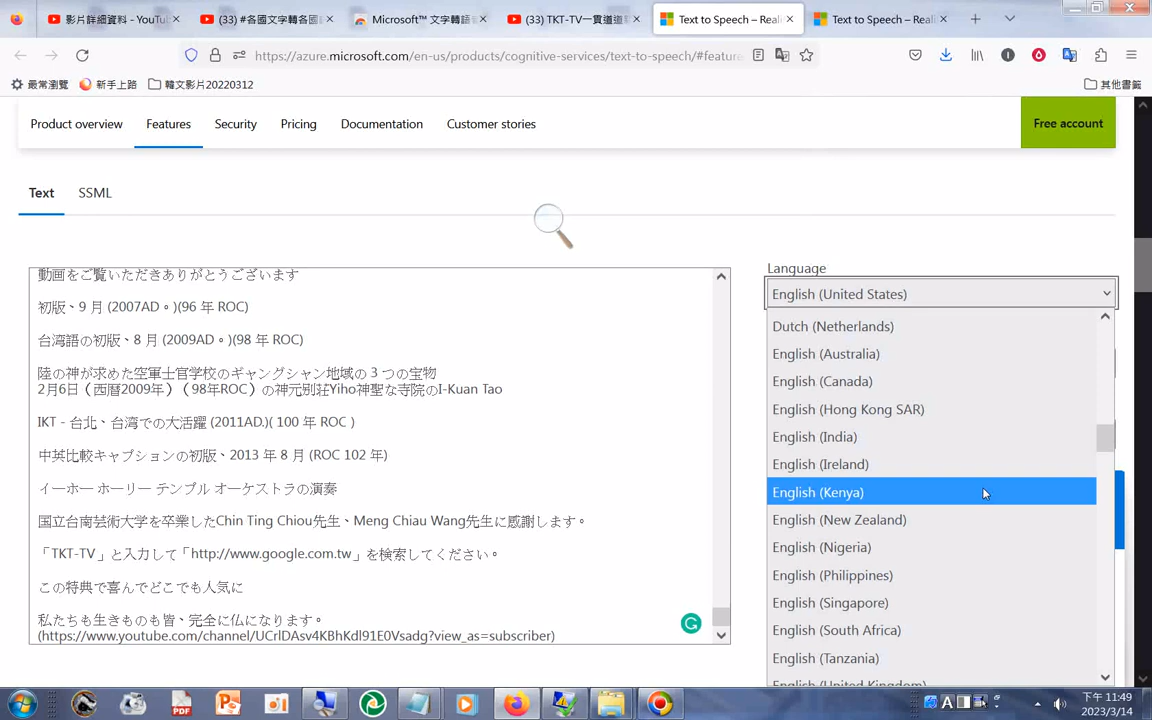 影片詳細資料 - YouTu
(33) #各國文字轉各國
Microsoft™ 文字轉語
(33) TKT-TV一貫道道
Text to Speech – Reali
Text to Speech – Reali
https://azure.microsoft.com/en-us/products/cognitive-services/text-to-speech/#feature
最常瀏覽 新手上路 韓文影片20220312 其他書籤
Product overview Features Security Pricing Documentation Customer stories Free account
Text SSML
動画をご覧いただきありがとうございます
初版、9 月 (2007AD。)(96 年 ROC)
台湾語の初版、8 月 (2009AD。)(98 年 ROC)
陸の神が求めた空軍士官学校のギャングシャン地域の 3 つの宝物
2月6日（西暦2009年）（98年ROC）の神元別荘Yiho神聖な寺院のI-Kuan Tao
IKT - 台北、台湾での大活躍 (2011AD.)( 100 年 ROC )
中英比較キャプションの初版、2013 年 8 月 (ROC 102 年)
イーホー ホーリー テンプル オーケストラの演奏
国立台南芸術大学を卒業したChin Ting Chiou先生、Meng Chiau Wang先生に感謝します。
「TKT-TV」と入力して「http://www.google.com.tw」を検索してください。
この特典で喜んでどこでも人気に
私たちも生きものも皆、完全に仏になります。
(https://www.youtube.com/channel/UCrlDAsv4KBhKdl91E0Vsadg?view_as=subscriber)
Language
English (United States)
Dutch (Netherlands)
English (Australia)
English (Canada)
English (Hong Kong SAR)
English (India)
English (Ireland)
English (Kenya)
English (New Zealand)
English (Nigeria)
English (Philippines)
English (Singapore)
English (South Africa)
English (Tanzania)
English (United Kingdom)
下午 11:49
2023/3/14